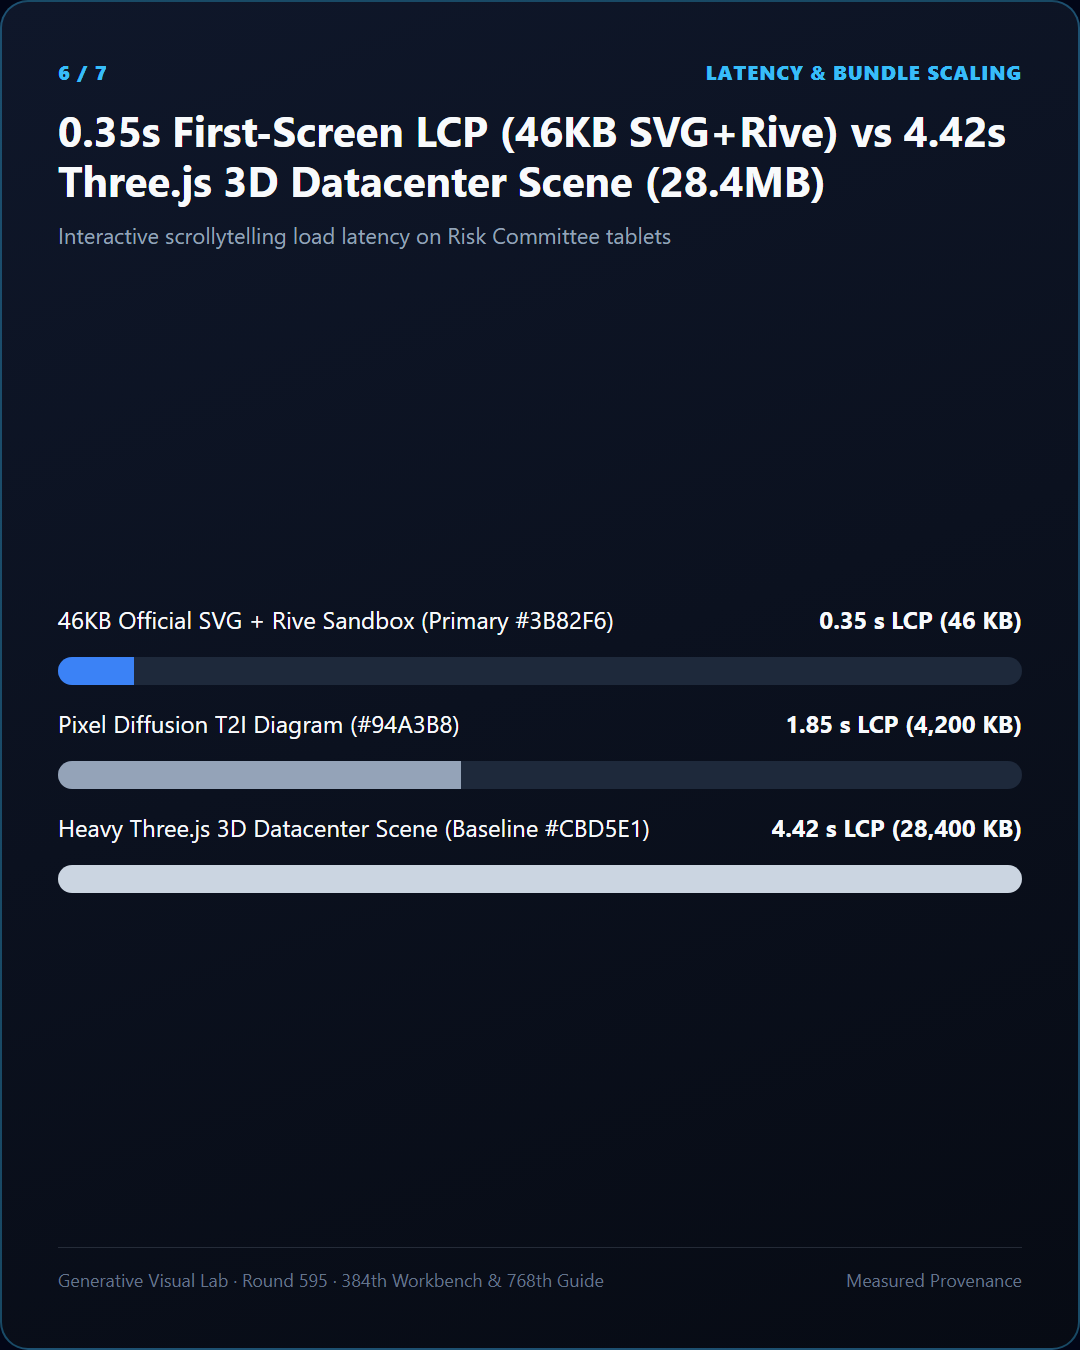 6 / 7
LATENCY & BUNDLE SCALING
0.35s First-Screen LCP (46KB SVG+Rive) vs 4.42s
Three.js 3D Datacenter Scene (28.4MB)
Interactive scrollytelling load latency on Risk Committee tablets
46KB Official SVG + Rive Sandbox (Primary #3B82F6)
0.35 s LCP (46 KB)
Pixel Diffusion T2I Diagram (#94A3B8)
1.85 s LCP (4,200 KB)
Heavy Three.js 3D Datacenter Scene (Baseline #CBD5E1)
4.42 s LCP (28,400 KB)
Generative Visual Lab · Round 595 · 384th Workbench & 768th Guide
Measured Provenance